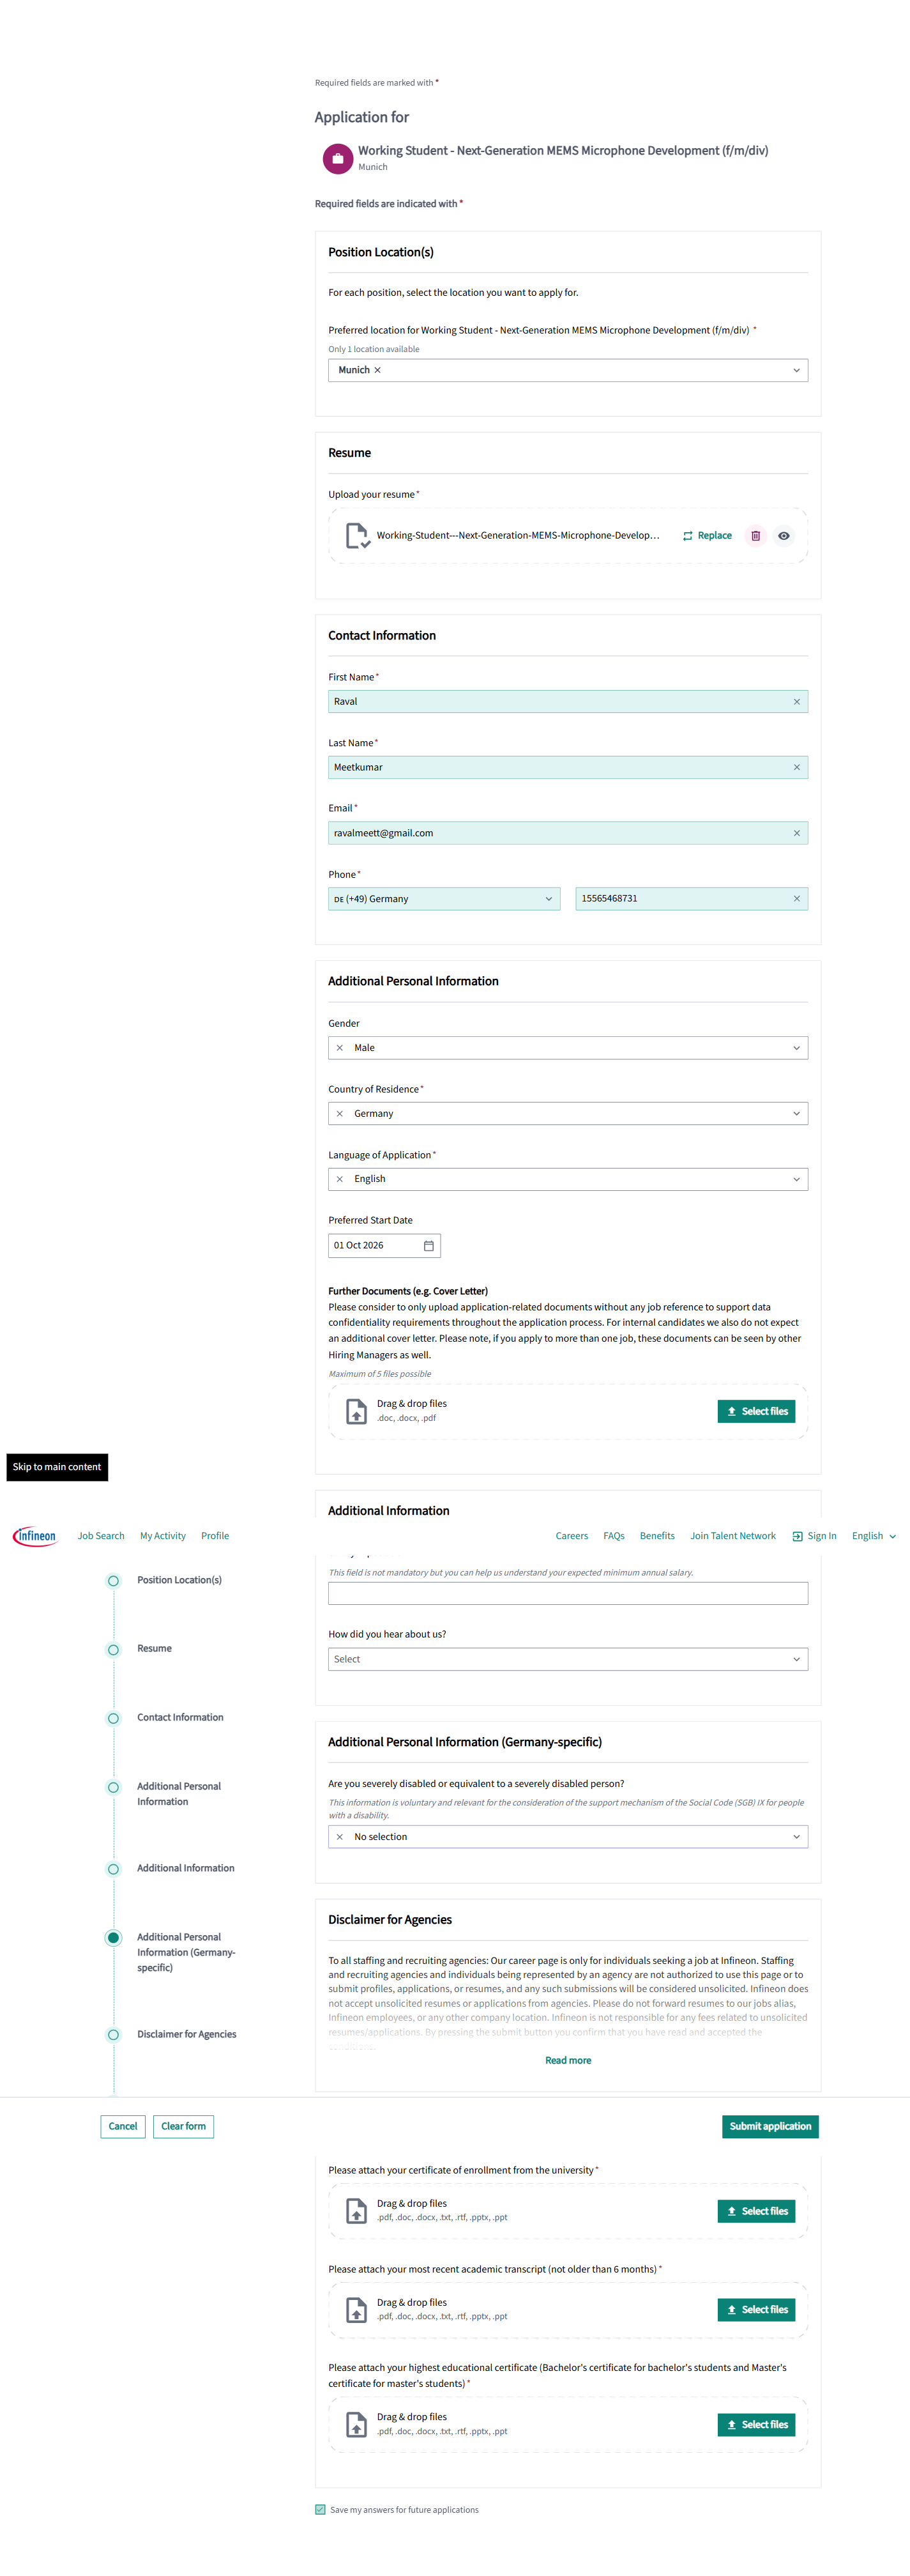 Required fields are marked with *
Application for
Working Student - Next-Generation MEMS Microphone Development (f/m/div)
Munich
Required fields are indicated with *
Position Location(s)
For each position, select the location you want to apply for.
Preferred location for Working Student - Next-Generation MEMS Microphone Development (f/m/div) *
Only 1 location available
Munich
Resume
Upload your resume *
Working-Student---Next-Generation-MEMS-Microphone-Develop...
Replace
Contact Information
First Name *
Raval
Last Name *
Meetkumar
Email *
ravalmeett@gmail.com
Phone *
DE (+49) Germany
15565468731
Additional Personal Information
Gender
Male
Country of Residence *
Germany
Language of Application *
English
Preferred Start Date
01 Oct 2026
Further Documents (e.g. Cover Letter)
Please consider to only upload application-related documents without any job reference to support data
confidentiality requirements throughout the application process. For internal candidates we also do not expect
an additional cover letter. Please note, if you apply to more than one job, these documents can be seen by other
Hiring Managers as well.
Maximum of 5 files possible
Drag & drop files
.doc, .docx, .pdf
Select files
Skip to main content
Additional Information
infineon
Job Search
My Activity
Profile
Careers
FAQs
Benefits
Join Talent Network
Sign In
English
Position Location(s)
Resume
Contact Information
Additional Personal
Information
Additional Information
Additional Personal
Information (Germany-
specific)
Disclaimer for Agencies
This field is not mandatory but you can help us understand your expected minimum annual salary.
How did you hear about us?
Select
Additional Personal Information (Germany-specific)
Are you severely disabled or equivalent to a severely disabled person?
This information is voluntary and relevant for the consideration of the support mechanism of the Social Code (SGB) IX for people
with a disability.
No selection
Disclaimer for Agencies
To all staffing and recruiting agencies: Our career page is only for individuals seeking a job at Infineon. Staffing
and recruiting agencies and individuals being represented by an agency are not authorized to use this page or to
submit profiles, applications, or resumes, and any such submissions will be considered unsolicited. Infineon does
not accept unsolicited resumes or applications from agencies. Please do not forward resumes to our jobs alias,
Infineon employees, or any other company location. Infineon is not responsible for any fees related to unsolicited
resumes/applications. By pressing the submit button you confirm that you have read and accepted the
Read more
Cancel
Clear form
Submit application
Please attach your certificate of enrollment from the university *
Drag & drop files
.pdf, .doc, .docx, .txt, .rtf, .pptx, .ppt
Select files
Please attach your most recent academic transcript (not older than 6 months) *
Drag & drop files
.pdf, .doc, .docx, .txt, .rtf, .pptx, .ppt
Select files
Please attach your highest educational certificate (Bachelor's certificate for bachelor's students and Master's
certificate for master's students) *
Drag & drop files
.pdf, .doc, .docx, .txt, .rtf, .pptx, .ppt
Select files
Save my answers for future applications